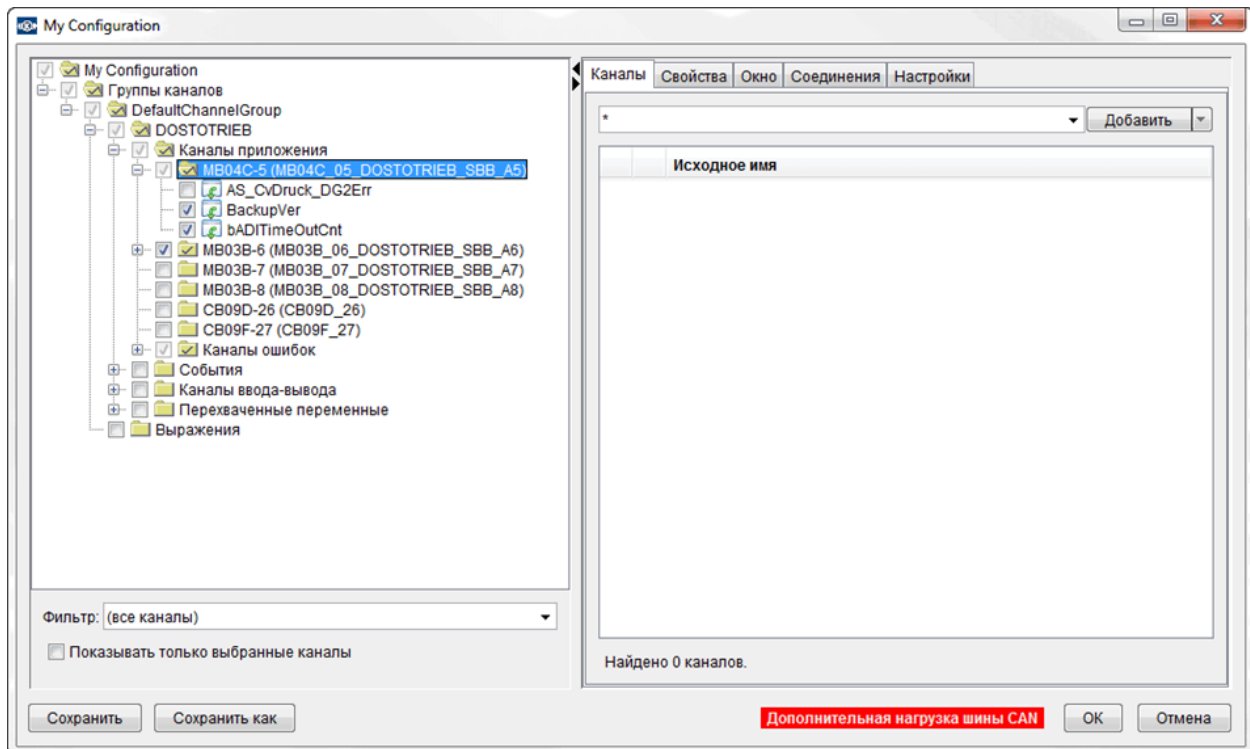 My Configuration
My Configuration
Группы каналов
DefaultChannelGroup
DOSTOTRIEB
Каналы приложения
MB04C-5 (MB04C_05_DOSTOTRIEB_SBB_A5)
AS_CvDruck_DG2Err
BackupVer
bADITimeOutCnt
MB03B-6 (MB03B_06_DOSTOTRIEB_SBB_A6)
MB03B-7 (MB03B_07_DOSTOTRIEB_SBB_A7)
MB03B-8 (MB03B_08_DOSTOTRIEB_SBB_A8)
CB09D-26 (CB09D_26)
CB09F-27 (CB09F_27)
Каналы ошибок
События
Каналы ввода-вывода
Перехваченные переменные
Выражения
Фильтр: (все каналы)
Показывать только выбранные каналы
Каналы Свойства Окно Соединения Настройки
* Добавить
Исходное имя
Найдено 0 каналов.
Сохранить Сохранить как Дополнительная нагрузка шины CAN OK Отмена